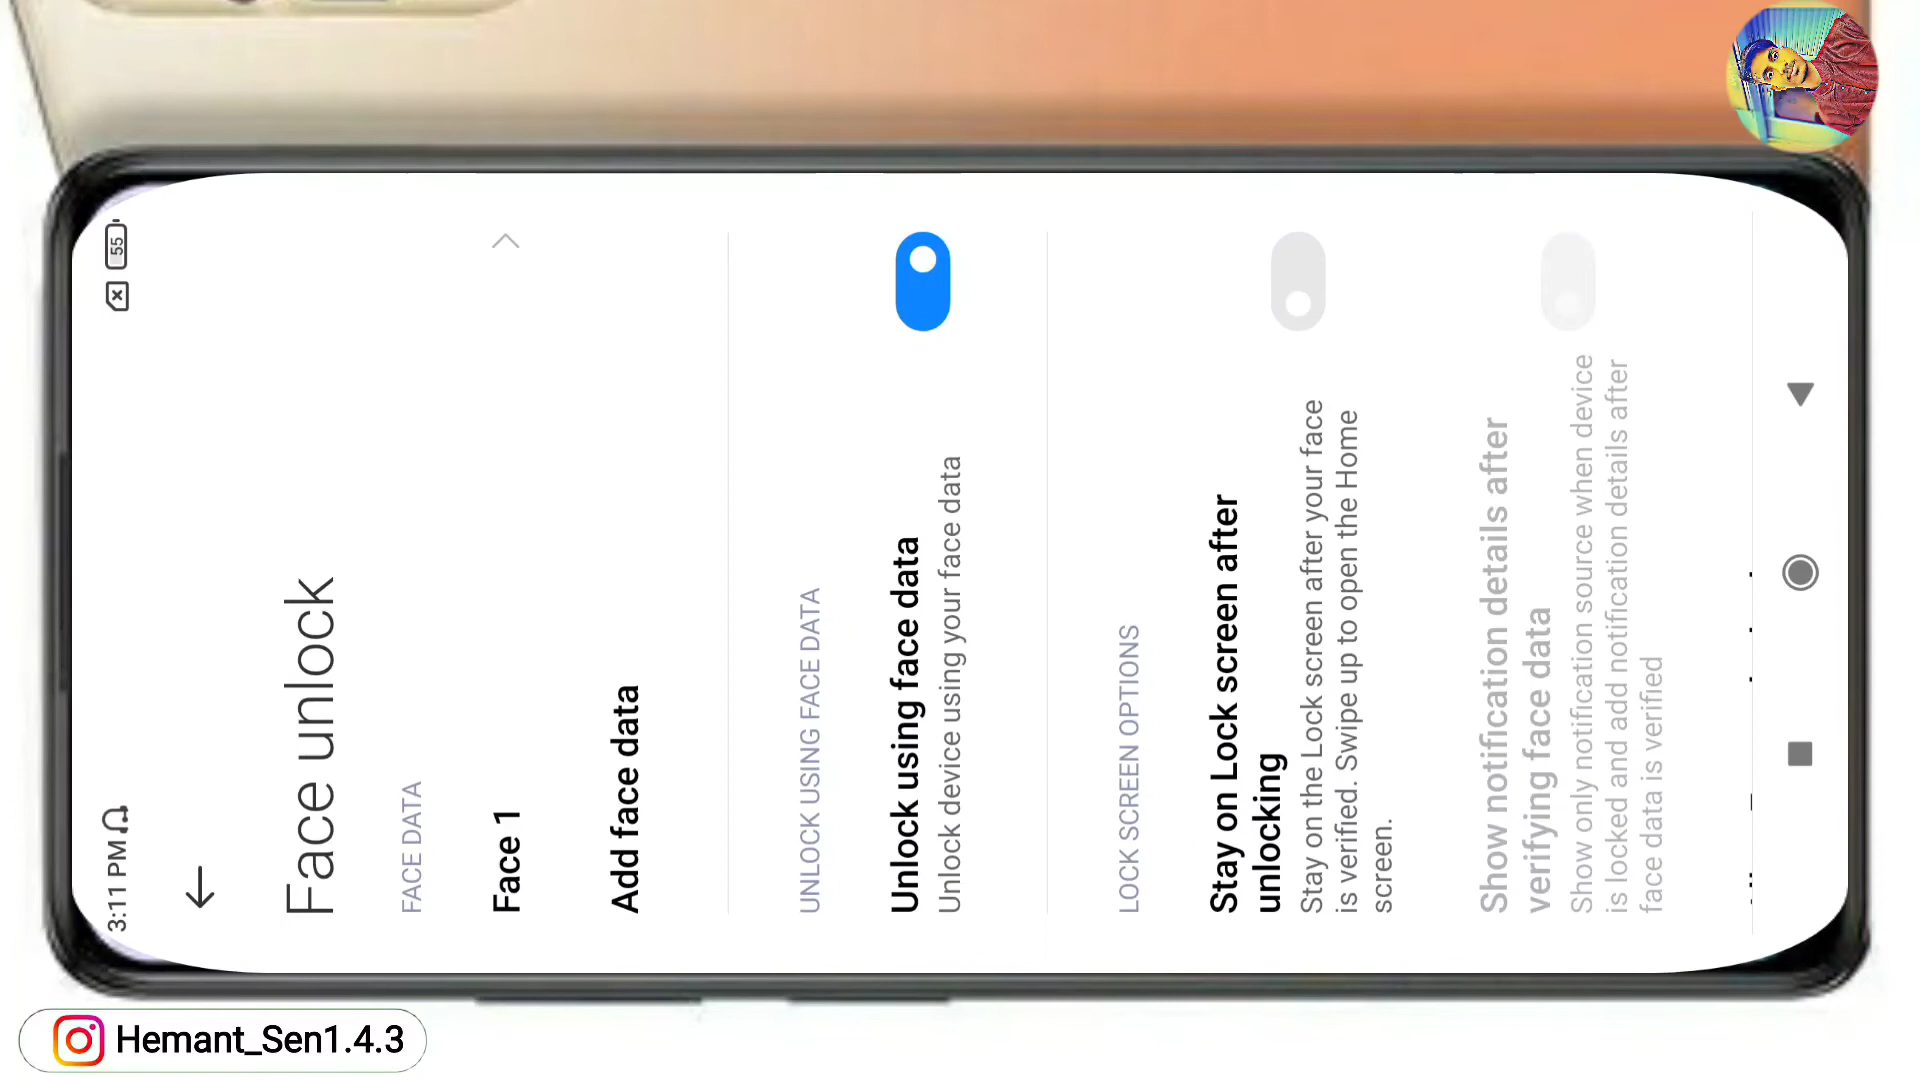 3:11 PM
55
Face unlock
FACE DATA
Face 1
Add face data
UNLOCK USING FACE DATA
Unlock using face data
Unlock device using your face data
LOCK SCREEN OPTIONS
Stay on Lock screen after
unlocking
Stay on the Lock screen after your face
is verified. Swipe up to open the Home
screen.
Show notification details after
verifying face data
Show only notification source when device
is locked and add notification details after
face data is verified
Hemant_Sen1.4.3